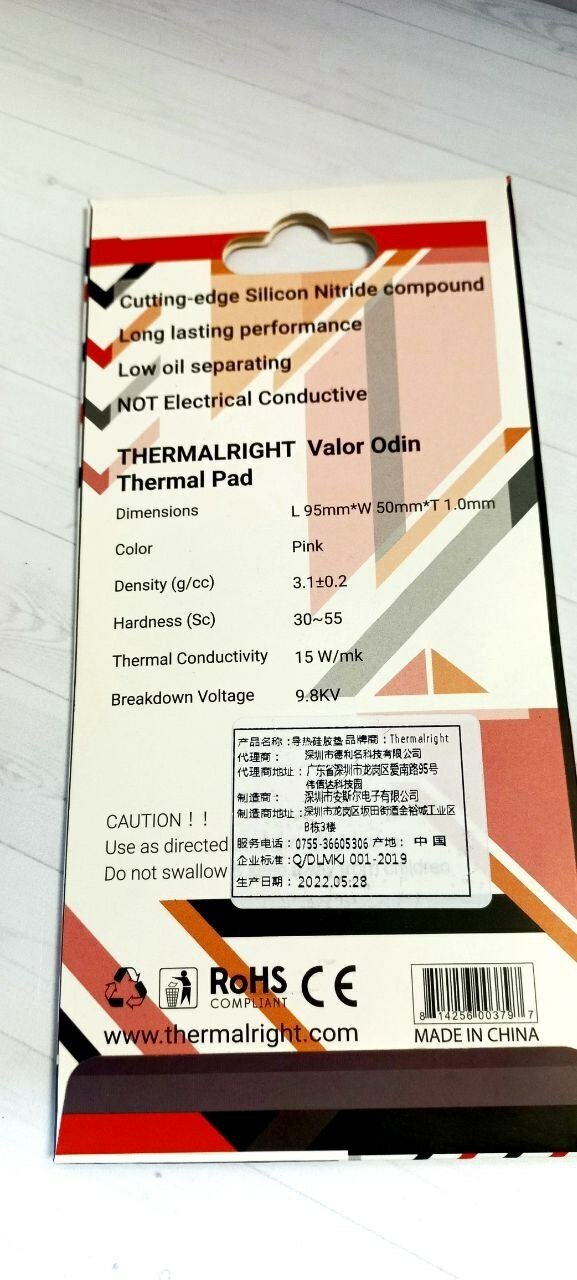 Cutting-edge Silicon Nitride compound
Long lasting performance
Low oil separating
NOT Electrical Conductive
THERMALRIGHT Valor Odin
Thermal Pad
Dimensions L 95mm*W 50mm*T 1.0mm
Color Pink
Density (g/cc) 3.1±0.2
Hardness (Sc) 30~55
Thermal Conductivity 15 W/mk
Breakdown Voltage 9.8KV
产品名称：导热硅胶垫 品牌商：Thermalright
代理商： 深圳市德利名科技有限公司
代理商地址：广东省深圳市龙岗区爱南路95号
伟信达科技园
制造商： 深圳市安斯尔电子有限公司
制造商地址：深圳市龙岗区坂田街道金裕城工业区
B栋3楼
服务电话：0755-36605306 产地： 中 国
企业标准：Q/DLMKJ 001-2019
生产日期： 2022.05.28
CAUTION！！
Use as directed
Do not swallow children
RoHS
COMPLIANT
CE
8 14256 00379 7
www.thermalright.com
MADE IN CHINA